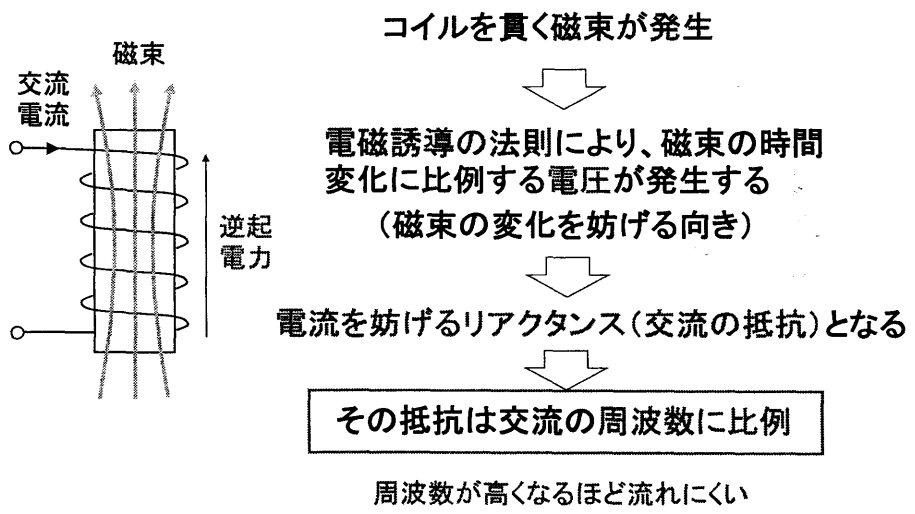 コイルを貫く磁束が発生
磁束
交流
電流
電磁誘導の法則により、磁束の時間
変化に比例する電圧が発生する
（磁束の変化を妨げる向き）
逆起
電力
電流を妨げるリアクタンス（交流の抵抗）となる
その抵抗は交流の周波数に比例
周波数が高くなるほど流れにくい